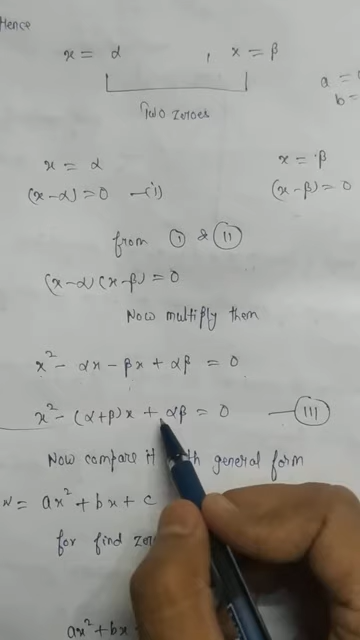 Hence
x = α , x = β
a =
b =
Two zeroes
x = α x = β
(x-α) = 0 —(i) (x-β) = 0
from (i) & (II)
(x-α) (x-β) = 0
Now multiply them
x² - αx - βx + αβ = 0
x² - (α+β)x + αβ = 0 —(III)
Now compare it with general form
= ax² + bx + c
for find
ax² + bx